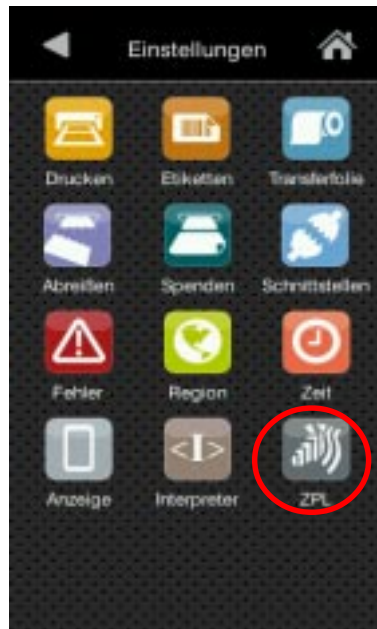 Einstellungen
Drucken Etiketten Transferfolie
Abreißen Spenden Schnittstellen
Fehler Region Zeit
<I>
Anzeige Interpreter ZPL